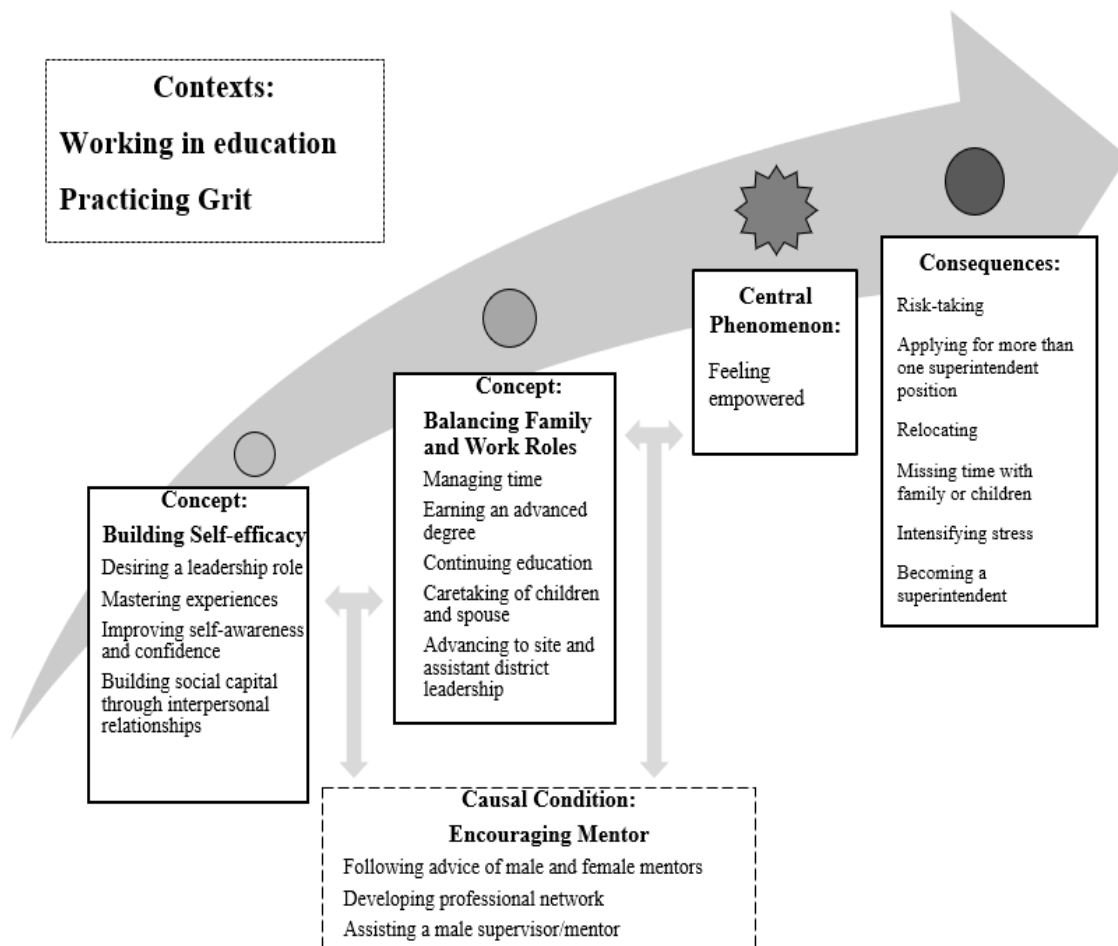 Contexts:
Working in education
Practicing Grit
Concept:
Building Self-efficacy
Desiring a leadership role
Mastering experiences
Improving self-awareness
and confidence
Building social capital
through interpersonal
relationships
Concept:
Balancing Family
and Work Roles
Managing time
Earning an advanced
degree
Continuing education
Caretaking of children
and spouse
Advancing to site and
assistant district
leadership
Central
Phenomenon:
Feeling
empowered
Consequences:
Risk-taking
Applying for more than
one superintendent
position
Relocating
Missing time with
family or children
Intensifying stress
Becoming a
superintendent
Causal Condition:
Encouraging Mentor
Following advice of male and female mentors
Developing professional network
Assisting a male supervisor/mentor